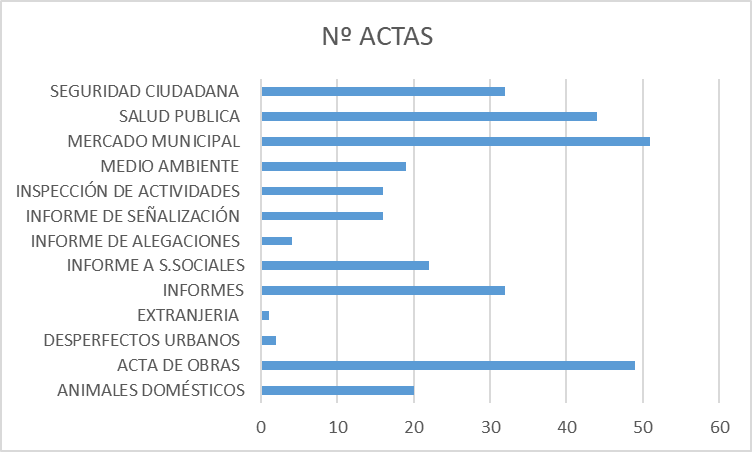 Nº ACTAS
SEGURIDAD CIUDADANA
SALUD PUBLICA
MERCADO MUNICIPAL
MEDIO AMBIENTE
INSPECCIÓN DE ACTIVIDADES
INFORME DE SEÑALIZACIÓN
INFORME DE ALEGACIONES
INFORME A S.SOCIALES
INFORMES
EXTRANJERIA
DESPERFECTOS URBANOS
ACTA DE OBRAS
ANIMALES DOMÉSTICOS
0 10 20 30 40 50 60